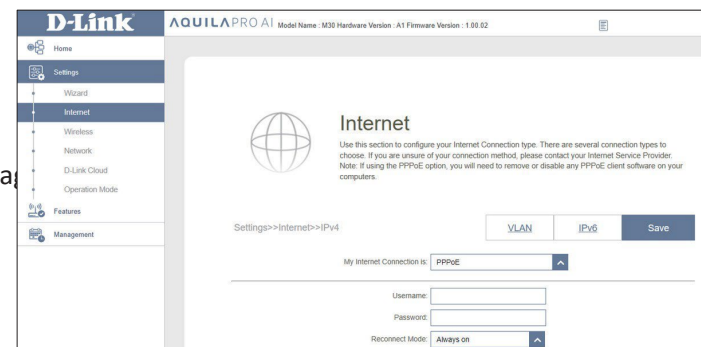 D-Link
AQUILA PRO AI Model Name : M30 Hardware Version : A1 Firmware Version : 1.00.02
Home
Settings
Wizard
Internet
Wireless
Network
D-Link Cloud
Operation Mode
Features
Management
Internet
Use this section to configure your Internet Connection type. There are several connection types to
choose. If you are unsure of your connection method, please contact your Internet Service Provider.
Note: If using the PPPoE option, you will need to remove or disable any PPPoE client software on your
computers.
Settings>>Internet>>IPv4
VLAN
IPv6
Save
My Internet Connection is: PPPoE
Username:
Password:
Reconnect Mode: Always on